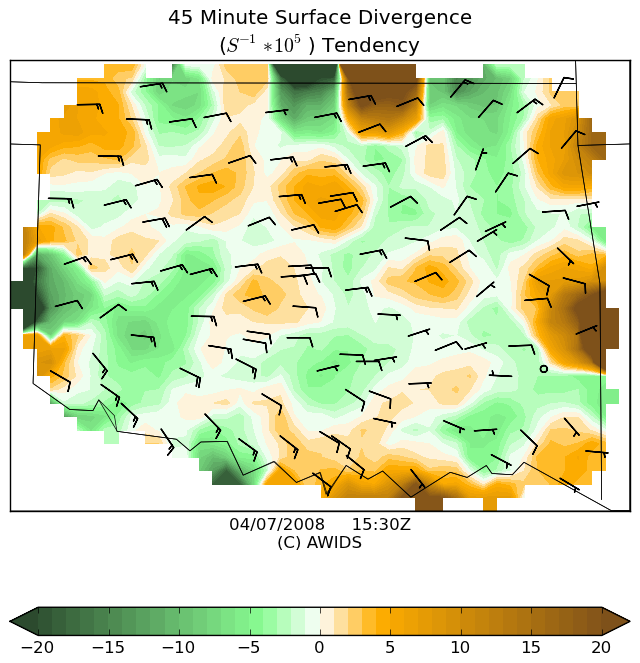 45 Minute Surface Divergence
(S⁻¹ *10⁵ ) Tendency
04/07/2008 15:30Z
(C) AWIDS
−20 −15 −10 −5 0 5 10 15 20